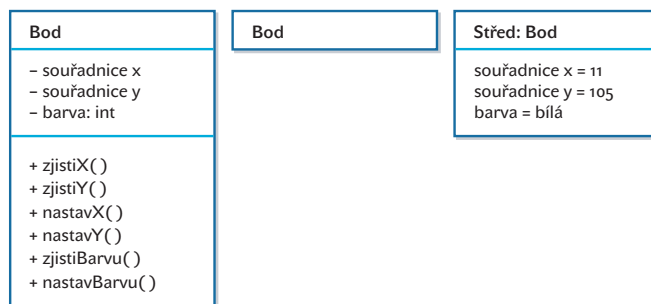 Bod
– souřadnice x
– souřadnice y
– barva: int
+ zjistiX( )
+ zjistiY( )
+ nastavX( )
+ nastavY( )
+ zjistiBarvu( )
+ nastavBarvu( )
Bod
Střed: Bod
souřadnice x = 11
souřadnice y = 105
barva = bílá